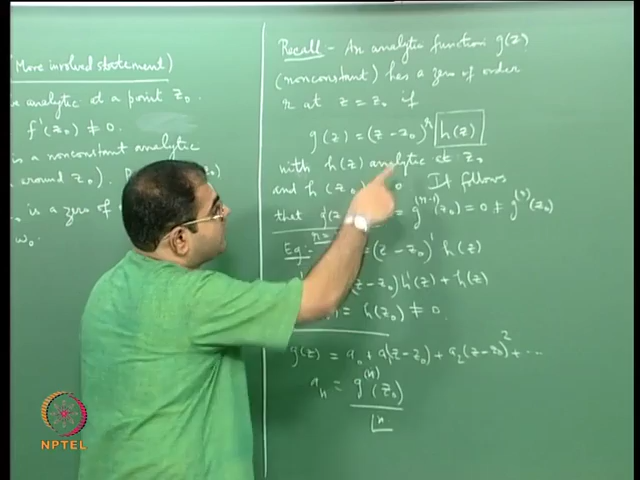 (More involved statement)
analytic at a point z₀.
f'(z₀) ≠ 0.
analytic
around z₀).
is a zero of
w₀.
Recall - An analytic function g(z)
(nonconstant) has a zero of order
r at z = z₀ if
g(z) = (z - z₀)^r h(z)
with h(z) analytic at z₀
and h(z₀) 0 It follows
that g(z = g^(r-1)(z₀) = 0 ≠ g^(r)(z₀)
Eg:- = (z - z₀)^1 h(z)
z - z₀)h'(z) + h(z)
= h(z₀) ≠ 0.
g(z) = a₀ + a₁(z-z₀) + a₂(z-z₀)² + ...
aₙ = g^(n)(z₀)
n
NPTEL